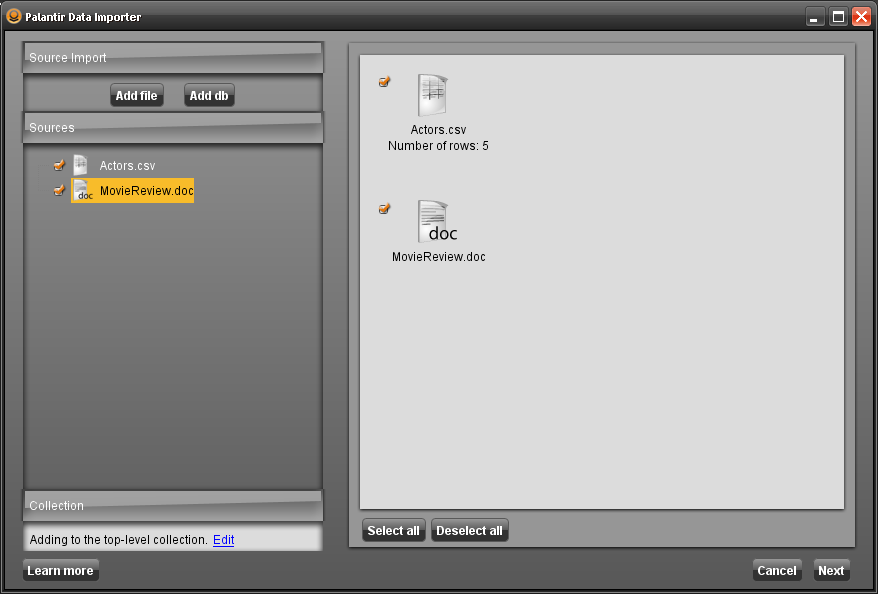 Palantir Data Importer
Source Import
Add file Add db
Sources
Actors.csv
doc MovieReview.doc
Collection
Adding to the top-level collection. Edit
Learn more
Actors.csv
Number of rows: 5
doc
MovieReview.doc
Select all Deselect all
Cancel Next